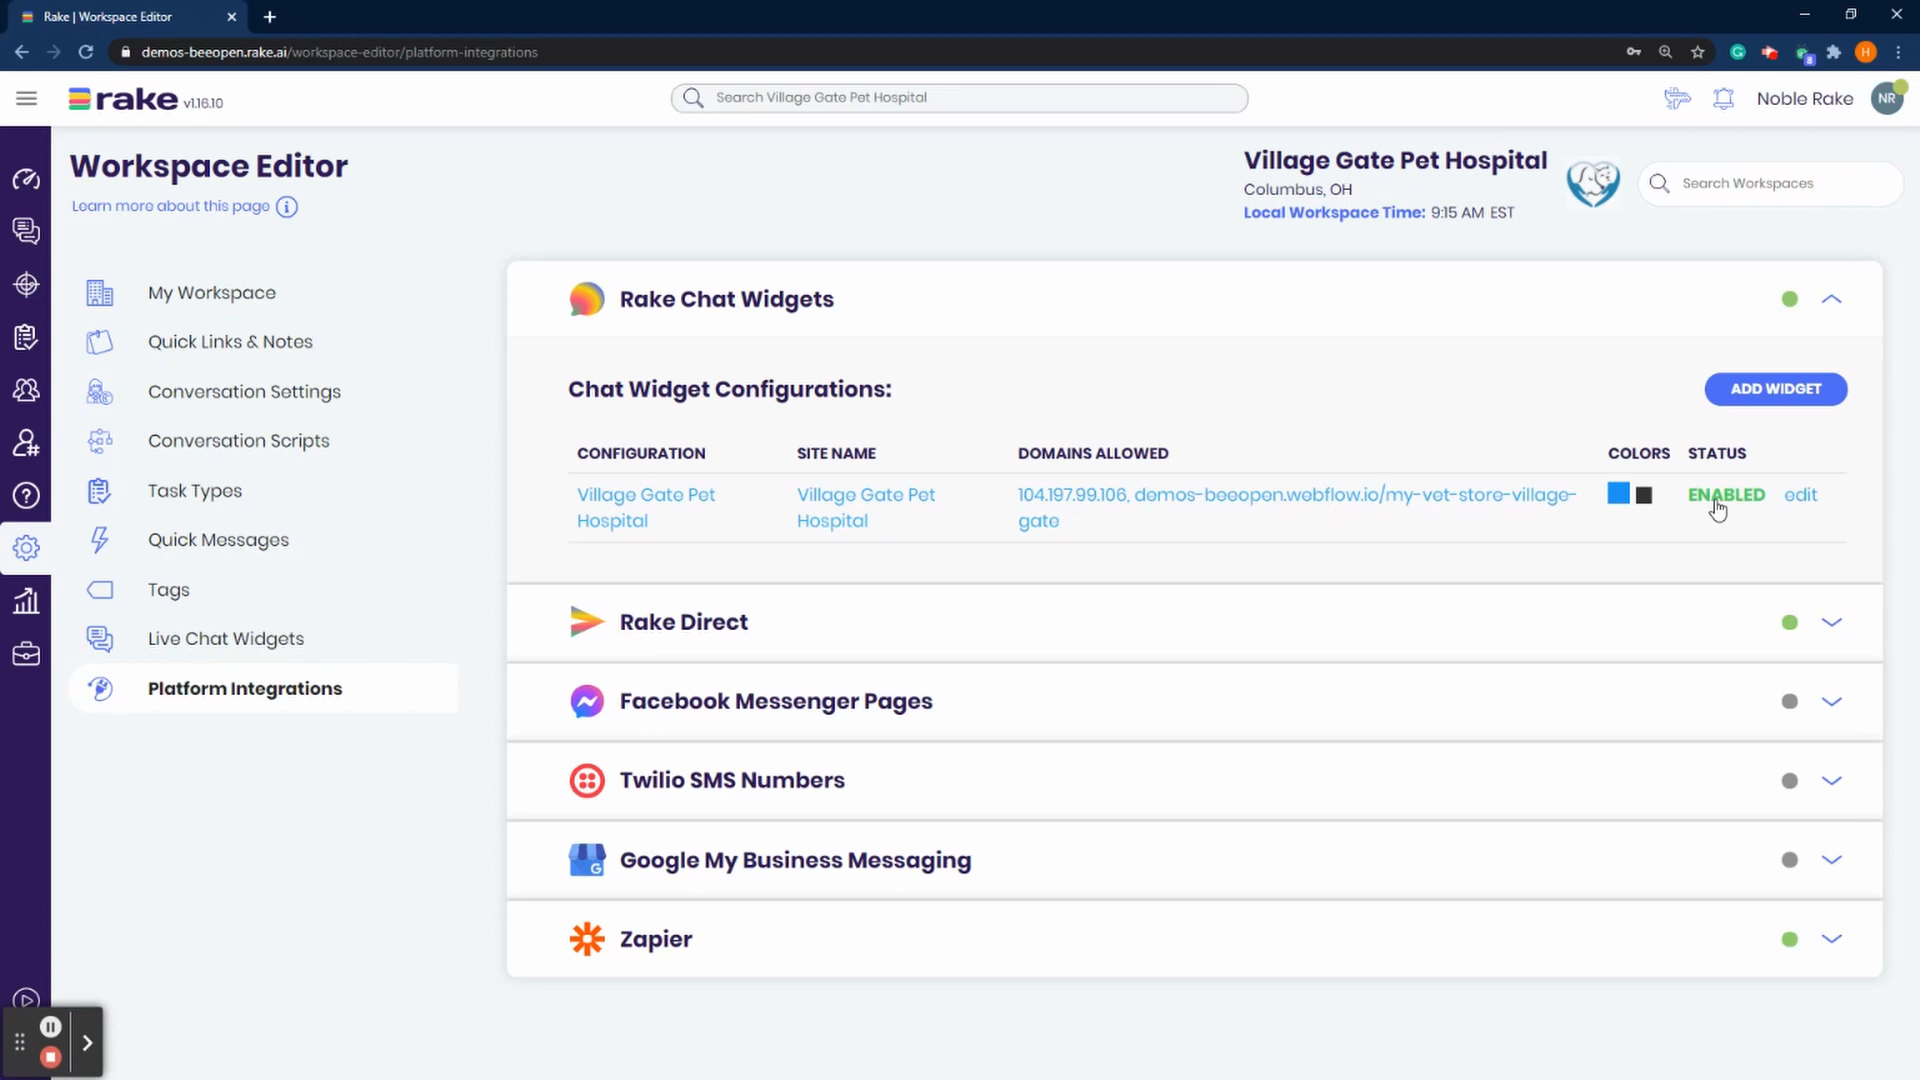 Rake | Workspace Editor
demos-beeopen.rake.ai/workspace-editor/platform-integrations
H
8
rake v1.16.10
Search Village Gate Pet Hospital
Noble Rake
NR
Workspace Editor
Learn more about this page
Village Gate Pet Hospital
Columbus, OH
Local Workspace Time: 9:15 AM EST
Search Workspaces
My Workspace
Quick Links & Notes
Conversation Settings
Conversation Scripts
Task Types
Quick Messages
Tags
Live Chat Widgets
Platform Integrations
Rake Chat Widgets
Chat Widget Configurations:
ADD WIDGET
CONFIGURATION SITE NAME DOMAINS ALLOWED COLORS STATUS
Village Gate Pet Village Gate Pet 104.197.99.106, demos-beeopen.webflow.io/my-vet-store-village- ENABLED edit
Hospital Hospital gate
Rake Direct
Facebook Messenger Pages
Twilio SMS Numbers
Google My Business Messaging
Zapier